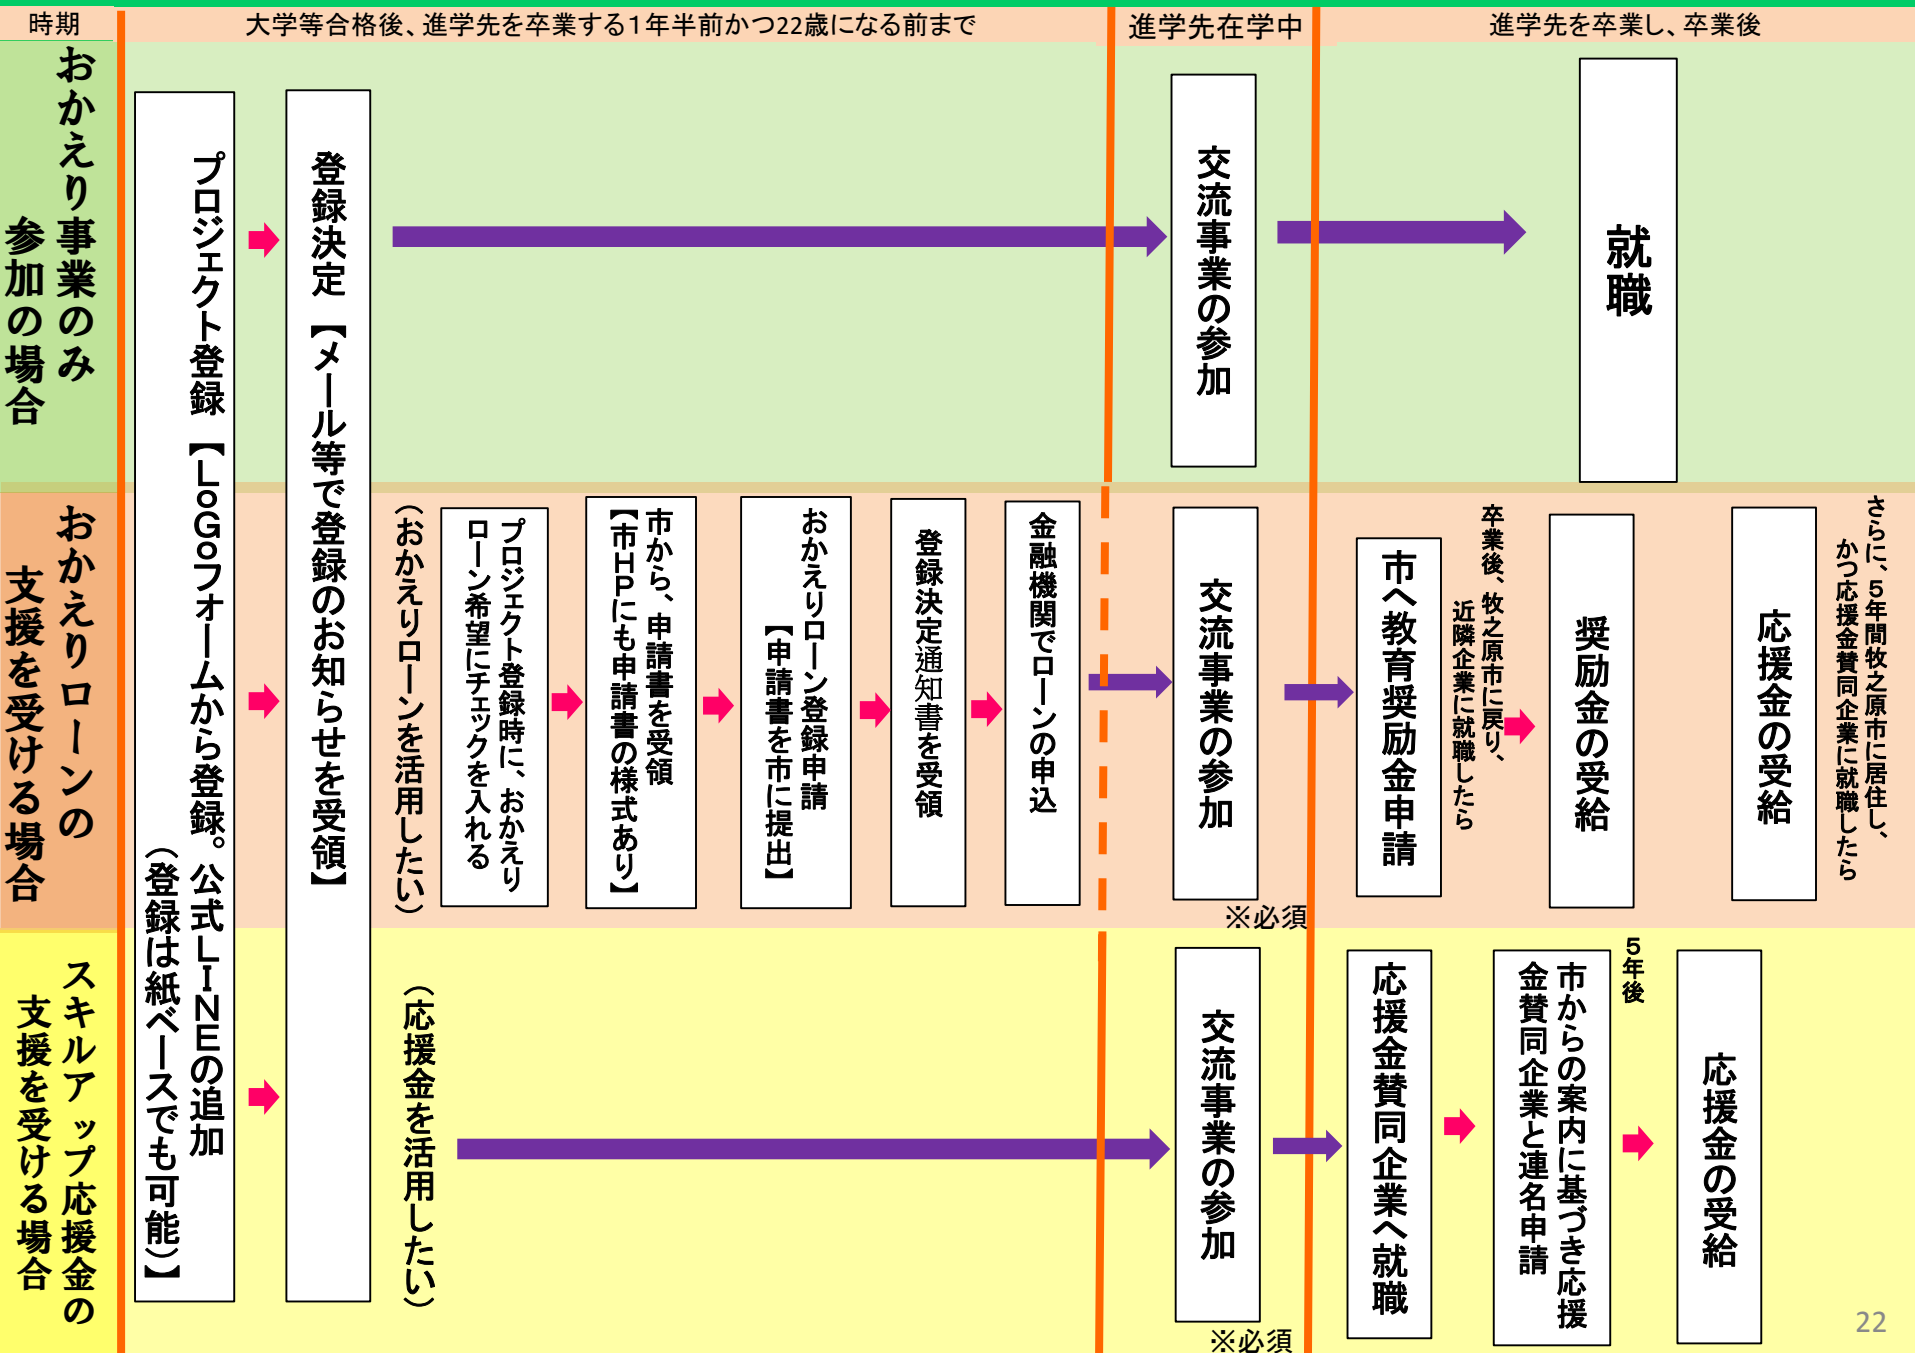 時期
大学等合格後、進学先を卒業する1年半前かつ22歳になる前まで
進学先在学中
進学先を卒業し、卒業後
おかえり事業のみ
参加の場合
プロジェクト登録 【LoGoフォームから登録。公式LINEの追加
（登録は紙ベースでも可能）】
登録決定 【メール等で登録のお知らせを受領】
交流事業の参加
就職
おかえりローンの
支援を受ける場合
（おかえりローンを活用したい）
プロジェクト登録時に、おかえり
ローン希望にチェックを入れる
市から、申請書を受領
【市HPにも申請書の様式あり】
おかえりローン登録申請
【申請書を市に提出】
登録決定通知書を受領
金融機関でローンの申込
交流事業の参加
※必須
市へ教育奨励金申請
卒業後、牧之原市に戻り、
近隣企業に就職したら
奨励金の受給
応援金の受給
さらに、5年間牧之原市に居住し、
かつ応援金賛同企業に就職したら
スキルアップ応援金の
支援を受ける場合
（応援金を活用したい）
交流事業の参加
※必須
応援金賛同企業へ就職
市からの案内に基づき応援
金賛同企業と連名申請
5年後
応援金の受給
22